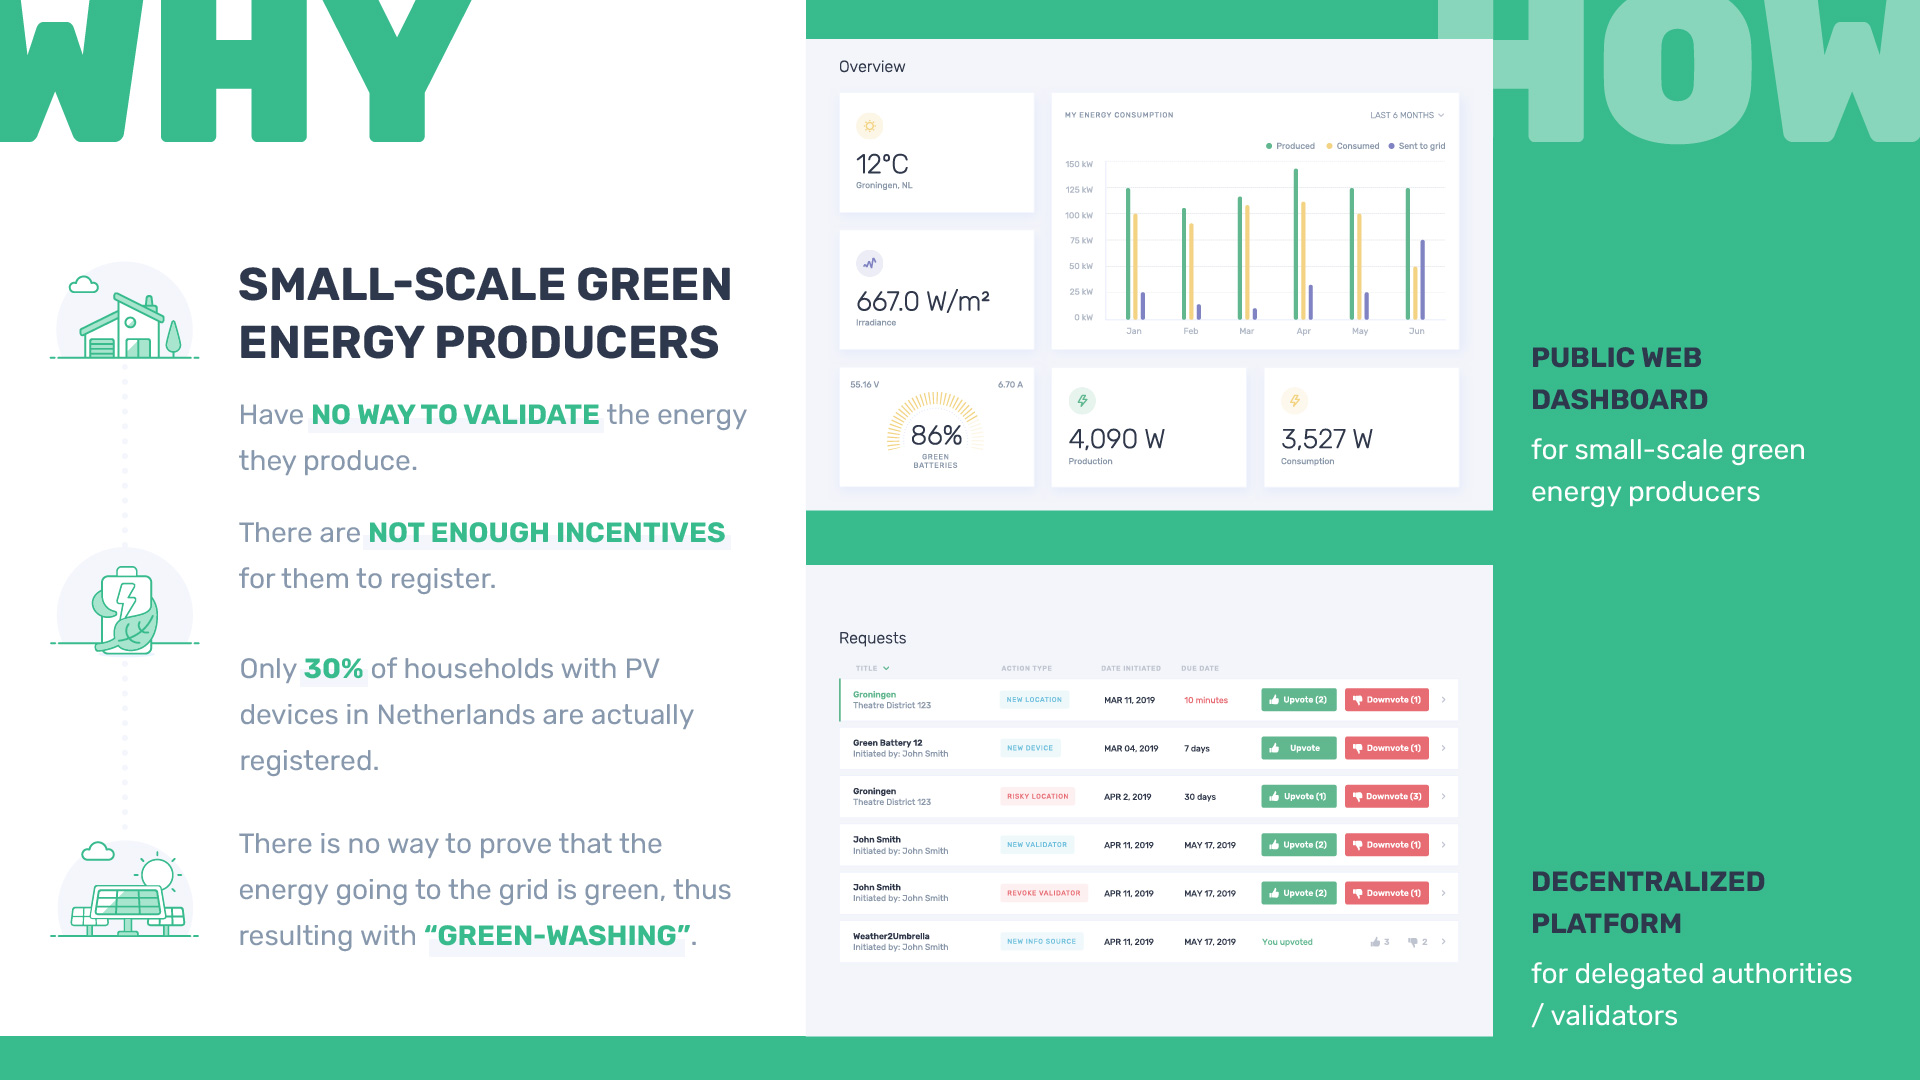 WHY
HOW
SMALL-SCALE GREEN
ENERGY PRODUCERS
Have NO WAY TO VALIDATE the energy
they produce.
There are NOT ENOUGH INCENTIVES
for them to register.
Only 30% of households with PV
devices in Netherlands are actually
registered.
There is no way to prove that the
energy going to the grid is green, thus
resulting with “GREEN-WASHING”.
Overview
12°C
Groningen, NL
667.0 W/m²
Irradiance
MY ENERGY CONSUMPTION
LAST 6 MONTHS
Produced Consumed Sent to grid
150 kW
125 kW
100 kW
75 kW
50 kW
25 kW
0 kW
Jan Feb Mar Apr May Jun
55.16 V 6.70 A
86%
GREEN
BATTERIES
4,090 W
Production
3,527 W
Consumption
Requests
TITLE ACTION TYPE DATE INITIATED DUE DATE
Groningen
Theatre District 123
NEW LOCATION MAR 11, 2019 10 minutes Upvote (2) Downvote (1)
Green Battery 12
Initiated by: John Smith
NEW DEVICE MAR 04, 2019 7 days Upvote Downvote (1)
Groningen
Theatre District 123
RISKY LOCATION APR 2, 2019 30 days Upvote (1) Downvote (3)
John Smith
Initiated by: John Smith
NEW VALIDATOR APR 11, 2019 MAY 17, 2019 Upvote (2) Downvote (1)
John Smith
Initiated by: John Smith
REVOKE VALIDATOR APR 11, 2019 MAY 17, 2019 Upvote (2) Downvote (1)
Weather2Umbrella
Initiated by: John Smith
NEW INFO SOURCE APR 11, 2019 MAY 17, 2019 You upvoted 3 2
PUBLIC WEB
DASHBOARD
for small-scale green
energy producers
DECENTRALIZED
PLATFORM
for delegated authorities
/ validators